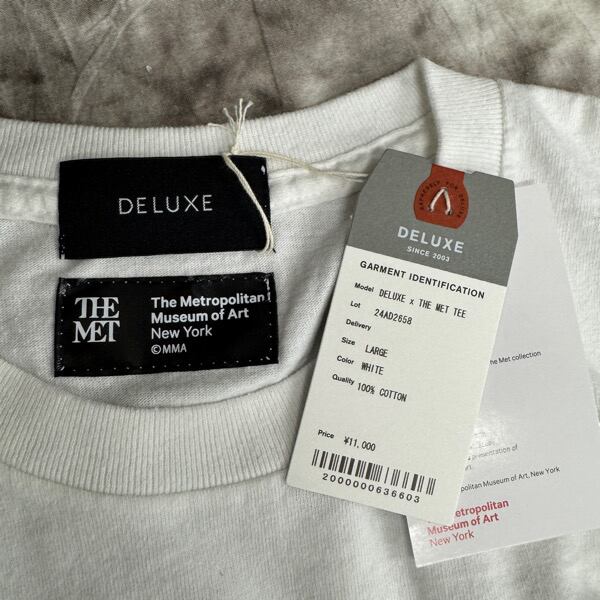 DELUXE
THE
MET
The Metropolitan
Museum of Art
New York
©MMA
DELUXE
SINCE 2003
GARMENT IDENTIFICATION
Model DELUXE x THE MET TEE
Lot 24AD2658
Delivery
Size LARGE
Color WHITE
Quality 100% COTTON
Price ¥11,000
2000000636603
the Met collection
presentation of
Museum of Art, New York
Metropolitan
Museum of Art
New York